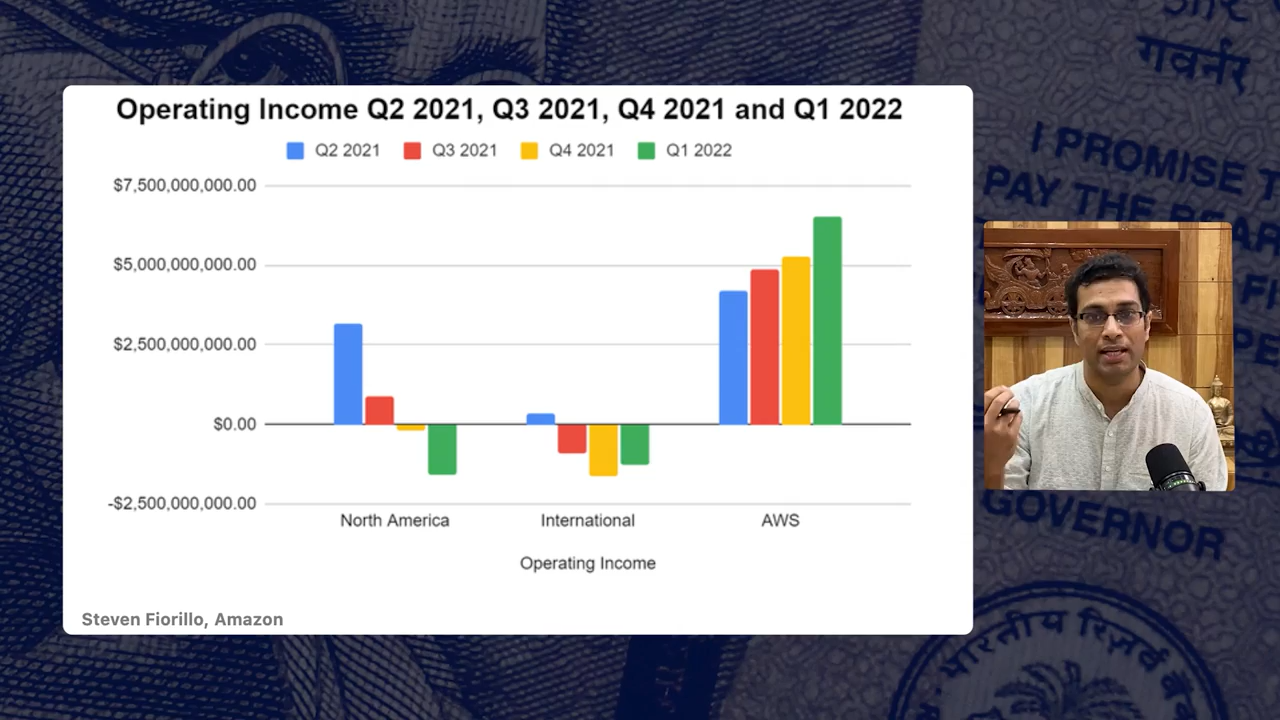 Operating Income Q2 2021, Q3 2021, Q4 2021 and Q1 2022
Q2 2021 Q3 2021 Q4 2021 Q1 2022
$7,500,000,000.00
$5,000,000,000.00
$2,500,000,000.00
$0.00
-$2,500,000,000.00
North America International AWS
Operating Income
Steven Fiorillo, Amazon
गवर्नर
I PROMISE T
PAY THE
GOVERNOR